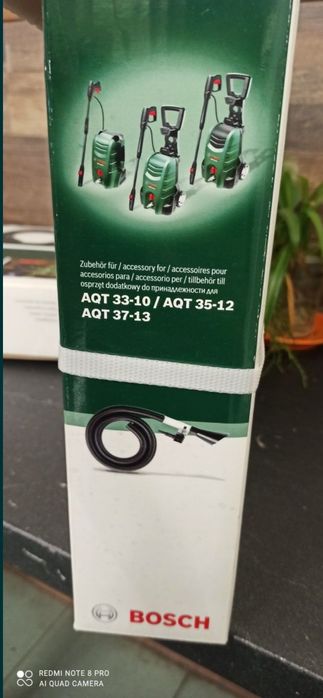 Zubehör für / accessory for / accessoires pour
accesorios para / accessorio per / tillbehör till
osprzęt dodatkowy do принадлежности для
AQT 33-10 / AQT 35-12
AQT 37-13
BOSCH
REDMI NOTE 8 PRO
AI QUAD CAMERA